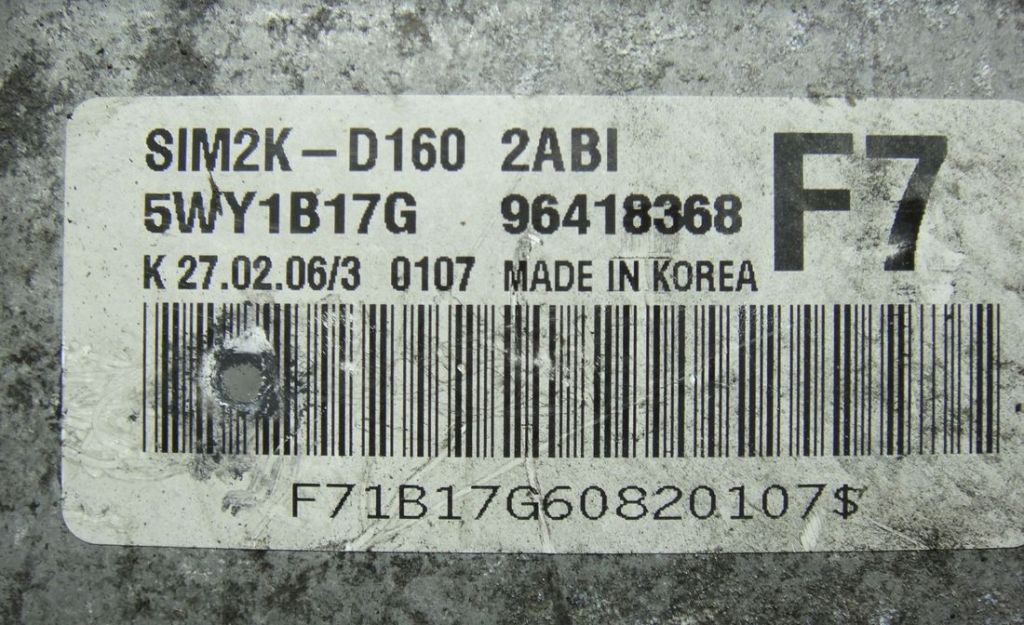 SIM2K-D160 2ABI F7
5WY1B17G 96418368
K 27.02.06/3 0107 MADE IN KOREA
F71B17G60820107$